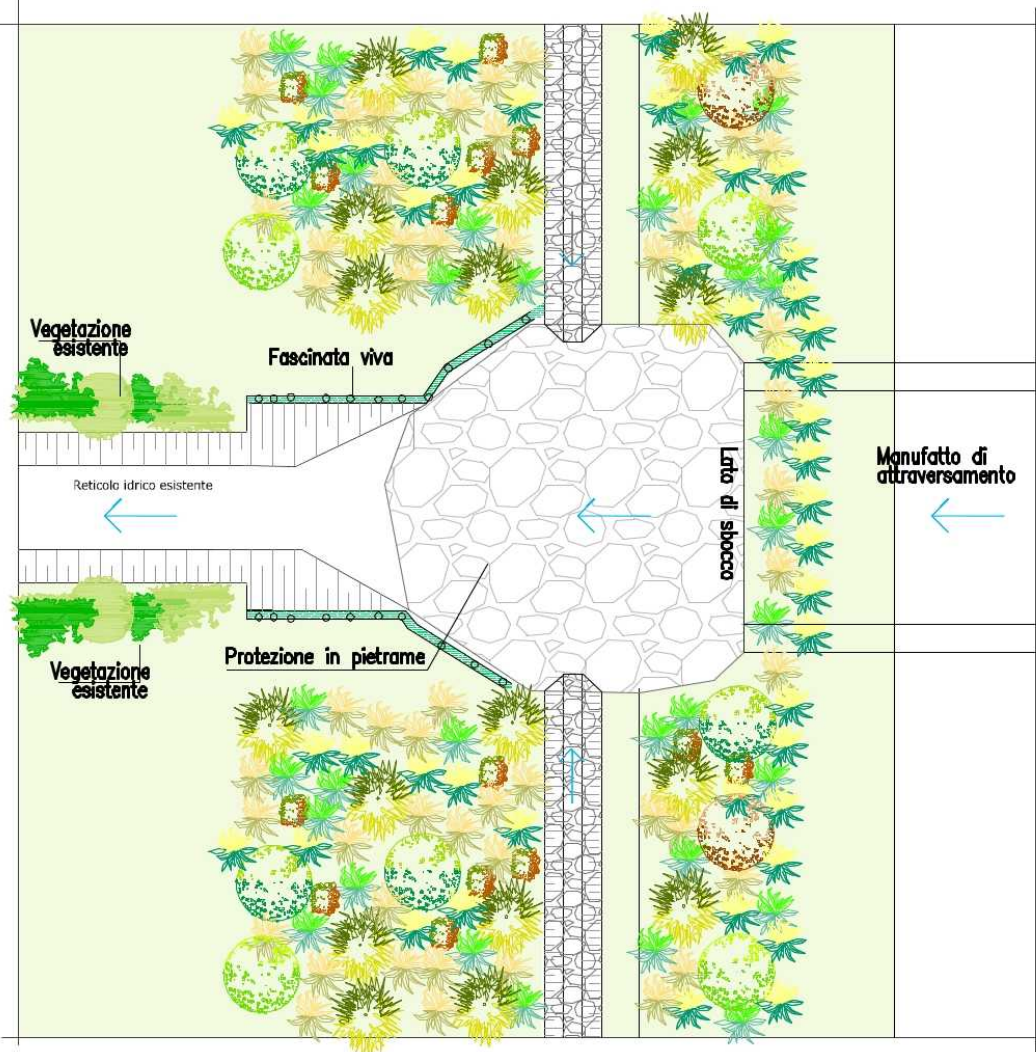 Vegetazione
esistente
Fascinata viva
Reticolo idrico esistente
Lato di sbocco
Manufatto di
attraversamento
Protezione in pietrame
Vegetazione
esistente